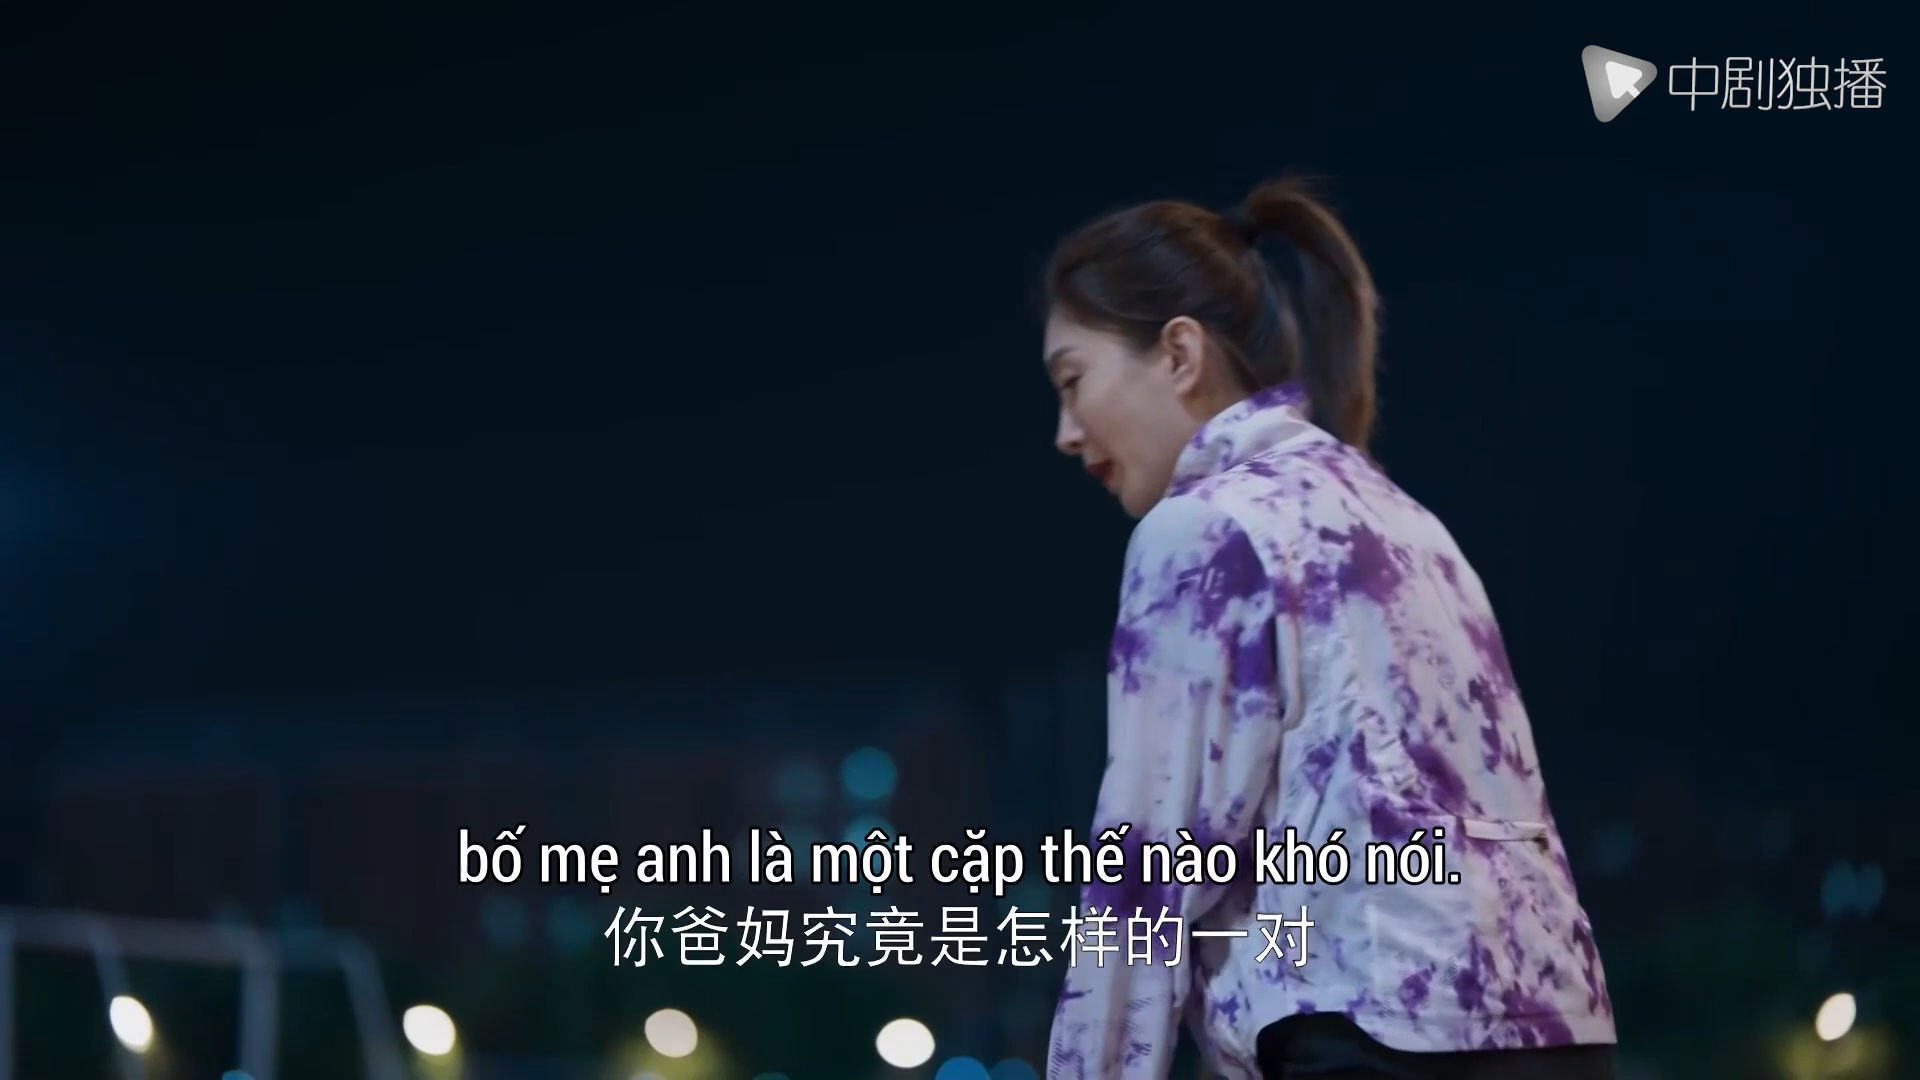 中剧独播
bố mẹ anh là một cặp thế nào khó nói.
你爸妈究竟是怎样的一对